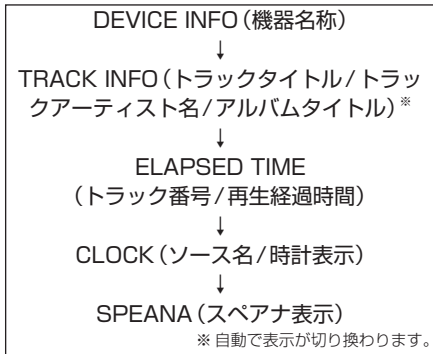 DEVICE INFO（機器名称）
↓
TRACK INFO（トラックタイトル/トラッ
クアーティスト名/アルバムタイトル）※
↓
ELAPSED TIME
（トラック番号/再生経過時間）
↓
CLOCK（ソース名/時計表示）
↓
SPEANA（スペアナ表示）
※ 自動で表示が切り換わります。